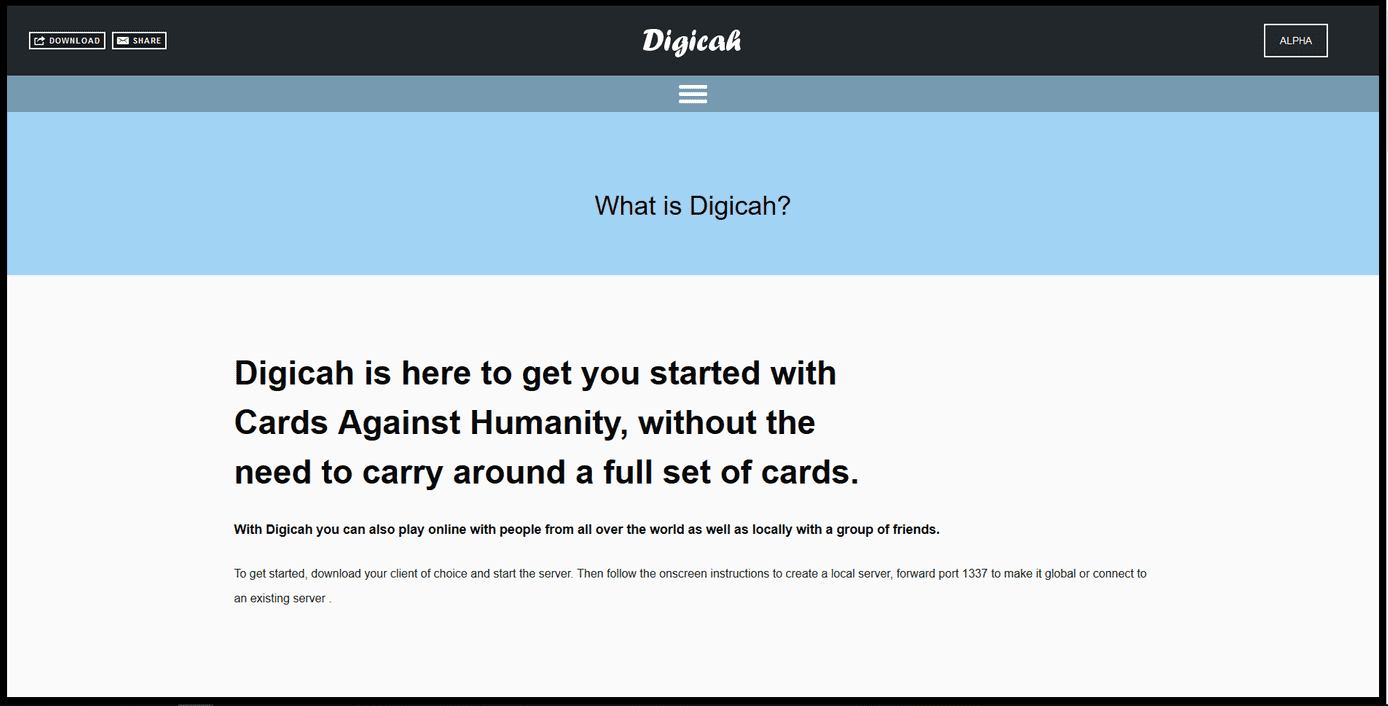 DOWNLOAD SHARE Digicah ALPHA
What is Digicah?
Digicah is here to get you started with
Cards Against Humanity, without the
need to carry around a full set of cards.
With Digicah you can also play online with people from all over the world as well as locally with a group of friends.
To get started, download your client of choice and start the server. Then follow the onscreen instructions to create a local server, forward port 1337 to make it global or connect to
an existing server .